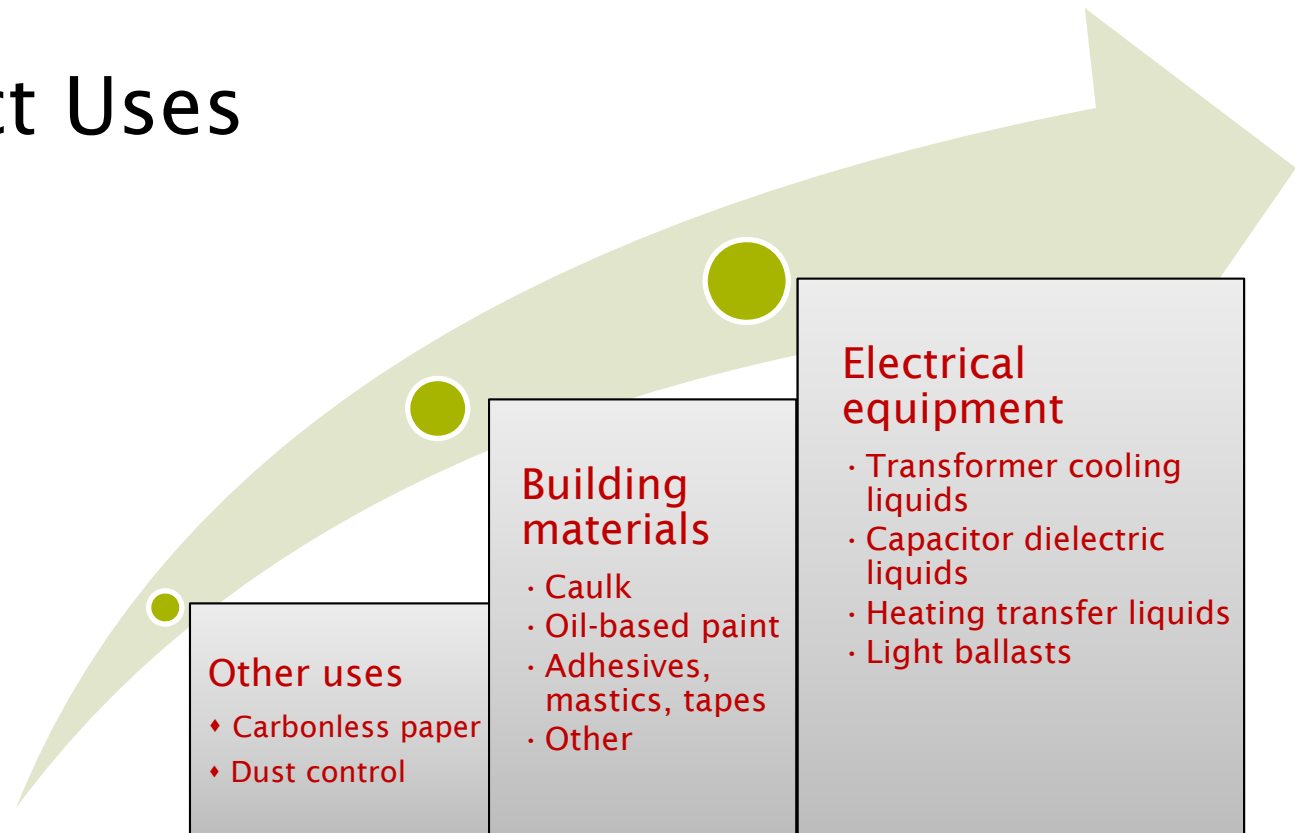 Uses
Other uses
♦ Carbonless paper
♦ Dust control
Building
materials
· Caulk
· Oil-based paint
· Adhesives,
mastics, tapes
· Other
Electrical
equipment
· Transformer cooling
liquids
· Capacitor dielectric
liquids
· Heating transfer liquids
· Light ballasts